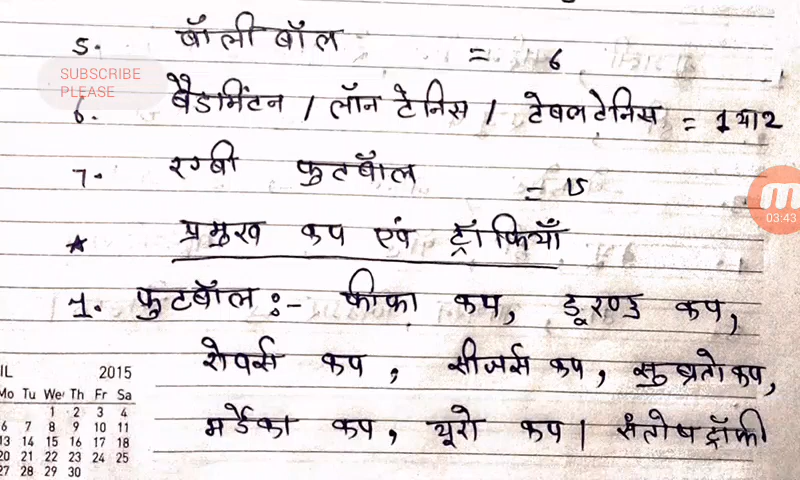 5. बॉलीबॉल = 6
SUBSCRIBE
PLEASE
6. बैडमिंटन / लॉन टेनिस / टेबल टेनिस = 1 या 2
7. रग्बी फुटबॉल = 15
03:43
* प्रमुख कप एवं ट्रॉफियाँ
1. फुटबॉल :- फीफा कप, डूरण्ड कप,
रोवर्स कप, सीजर्स कप, सुब्रतो कप,
मर्डेका कप, यूरो कप। संतोष ट्रॉफी
IL 2015
Mo Tu We Th Fr Sa
1 2 3 4
6 7 8 9 10 11
13 14 15 16 17 18
20 21 22 23 24 25
27 28 29 30